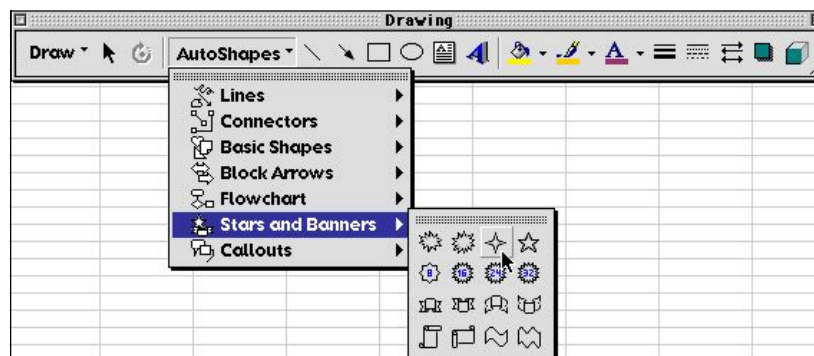 Drawing
Draw AutoShapes A A
Lines
Connectors
Basic Shapes
Block Arrows
Flowchart
Stars and Banners
Callouts
8 16 24 32